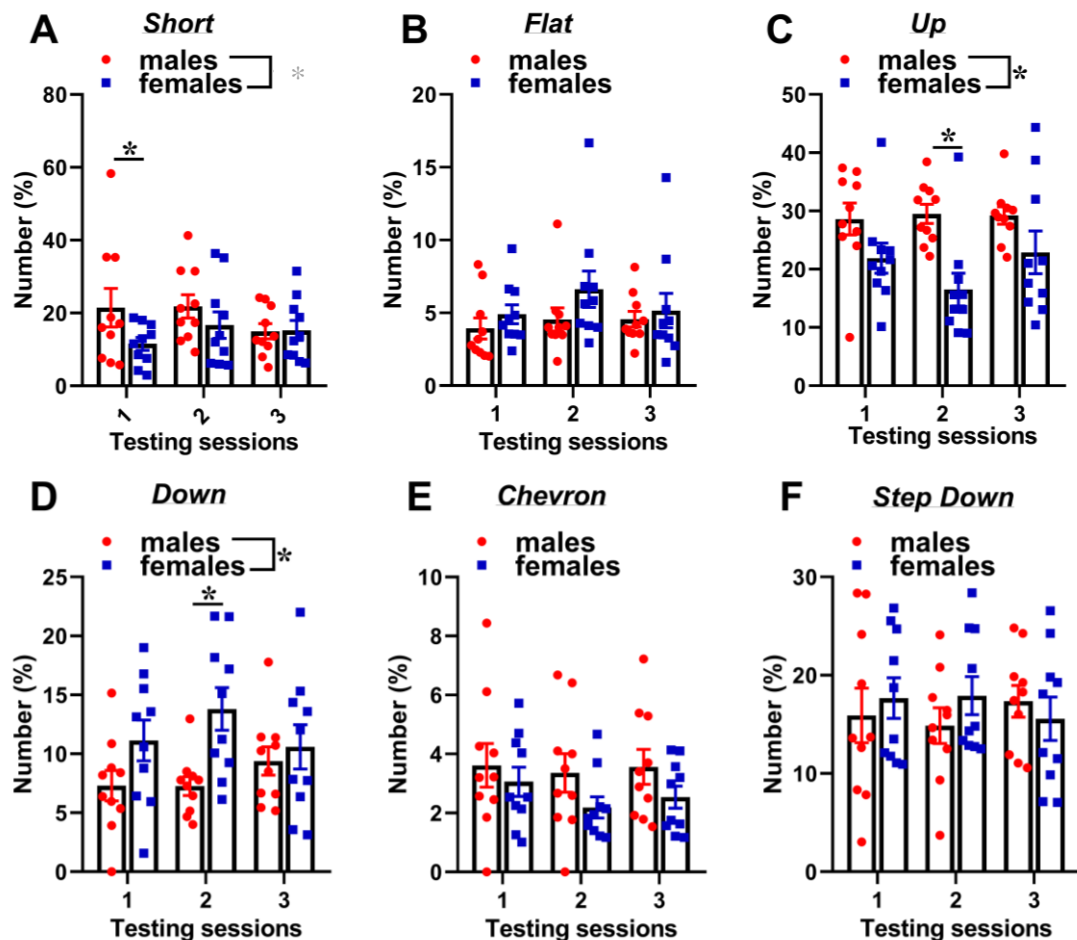 A Short
males
females *
80
60
40
20
0
Number (%)
*
1 2 3
Testing sessions
B Flat
males
females
20
15
10
5
0
Number (%)
1 2 3
Testing sessions
C Up
males
females *
50
40
30
20
10
0
Number (%)
*
1 2 3
Testing sessions
D Down
males
females *
25
20
15
10
5
0
Number (%)
*
1 2 3
Testing sessions
E Chevron
males
females
10
8
6
4
2
0
Number (%)
1 2 3
Testing sessions
F Step Down
males
females
30
20
10
0
Number (%)
1 2 3
Testing sessions